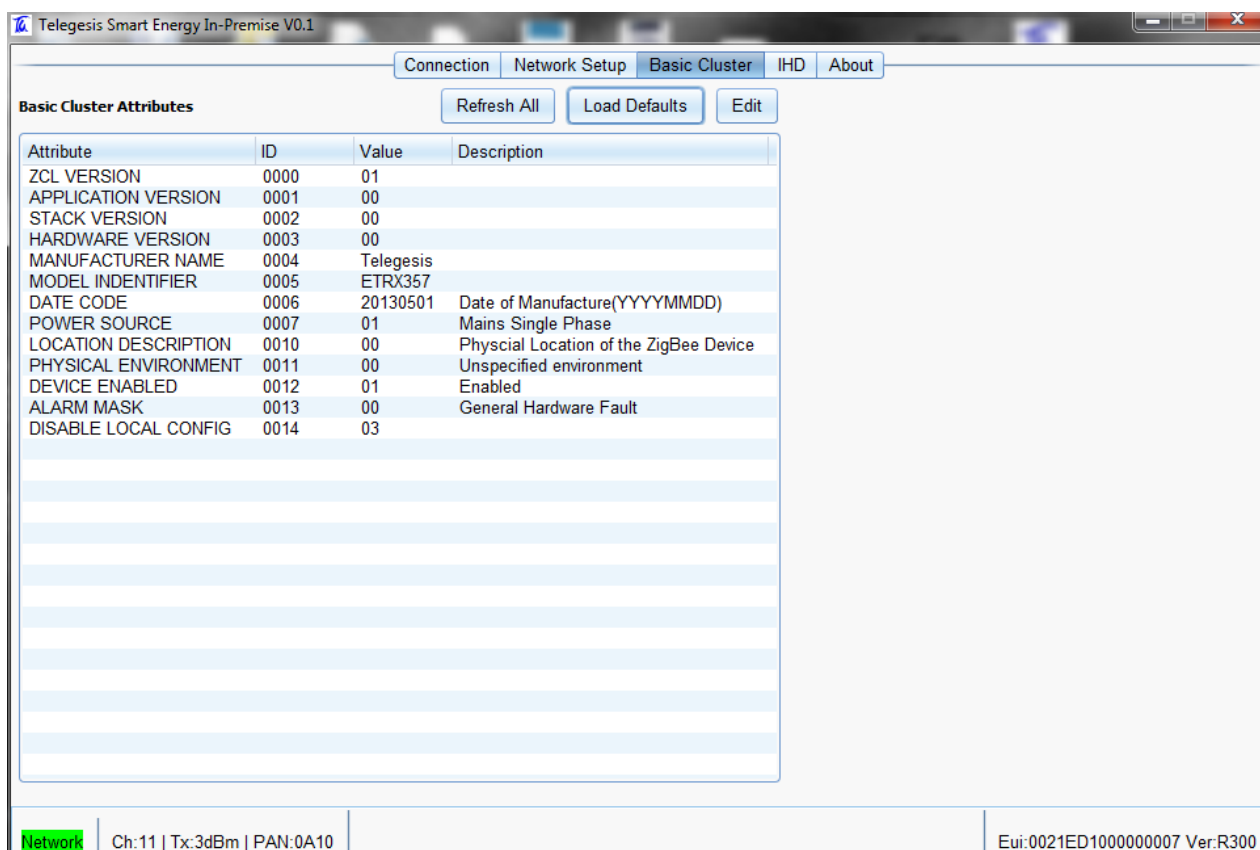 Telegesis Smart Energy In-Premise V0.1
Connection Network Setup Basic Cluster IHD About
Basic Cluster Attributes Refresh All Load Defaults Edit
Attribute ID Value Description
ZCL VERSION 0000 01
APPLICATION VERSION 0001 00
STACK VERSION 0002 00
HARDWARE VERSION 0003 00
MANUFACTURER NAME 0004 Telegesis
MODEL INDENTIFIER 0005 ETRX357
DATE CODE 0006 20130501 Date of Manufacture(YYYYMMDD)
POWER SOURCE 0007 01 Mains Single Phase
LOCATION DESCRIPTION 0010 00 Physcial Location of the ZigBee Device
PHYSICAL ENVIRONMENT 0011 00 Unspecified environment
DEVICE ENABLED 0012 01 Enabled
ALARM MASK 0013 00 General Hardware Fault
DISABLE LOCAL CONFIG 0014 03
Network Ch:11 | Tx:3dBm | PAN:0A10 Eui:0021ED1000000007 Ver:R300